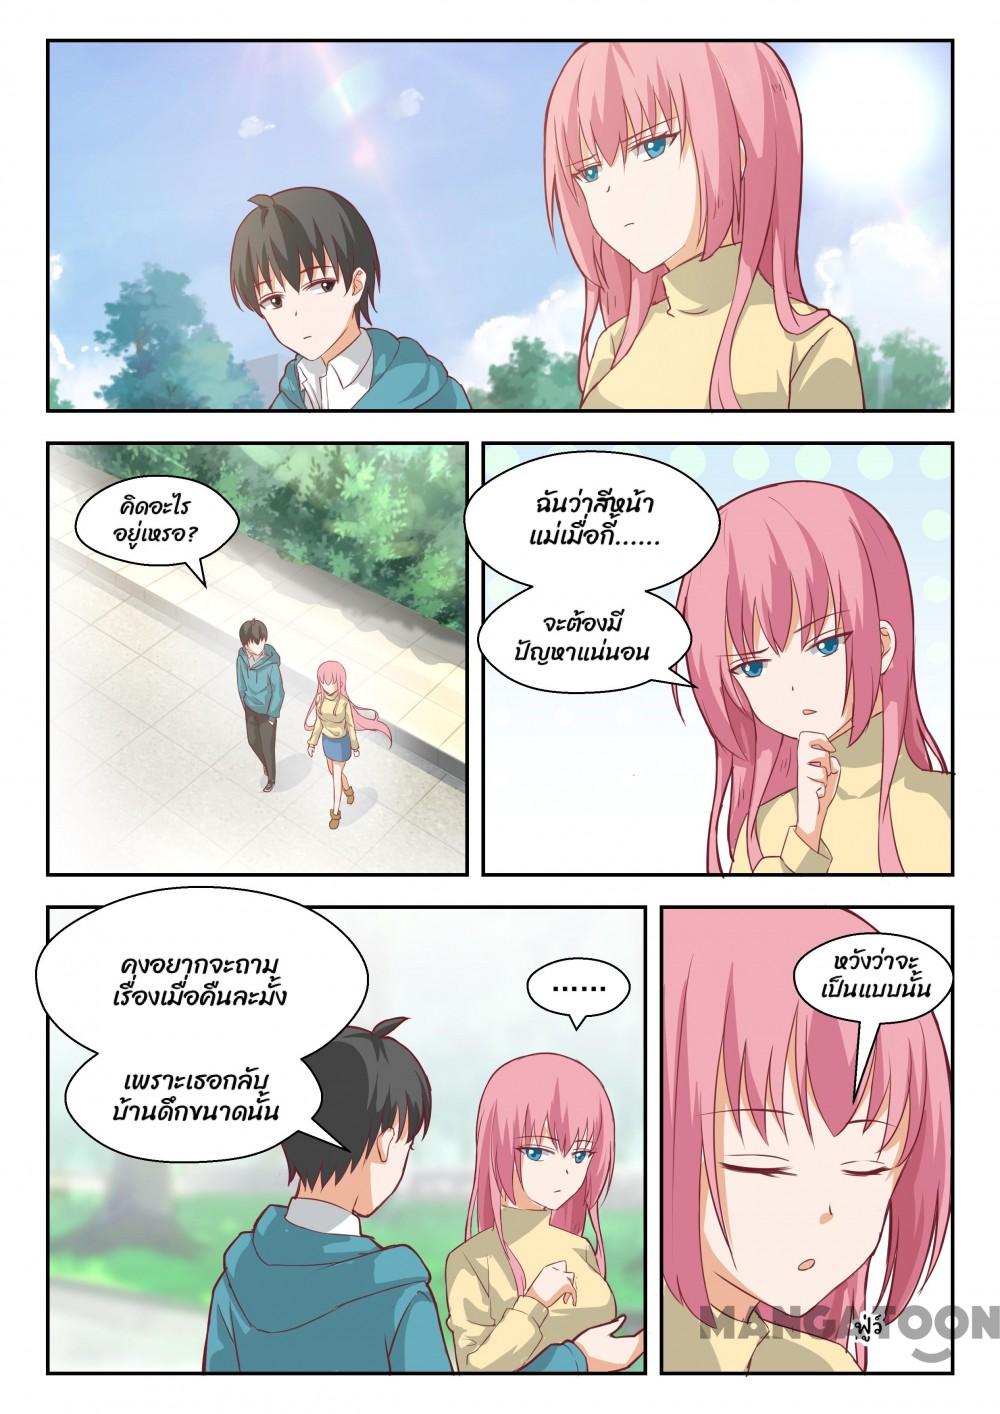 คิดอะไร
อยู่เหรอ?
ฉันว่าสีหน้า
แม่เมื่อกี้......
จะต้องมี
ปัญหาแน่นอน
คงอยากจะถาม
เรื่องเมื่อคืนละมั้ง
เพราะเธอกลับ
บ้านดึกขนาดนั้น
......
หวังว่าจะ
เป็นแบบนั้น
ฟู่ว์
MANGATOON